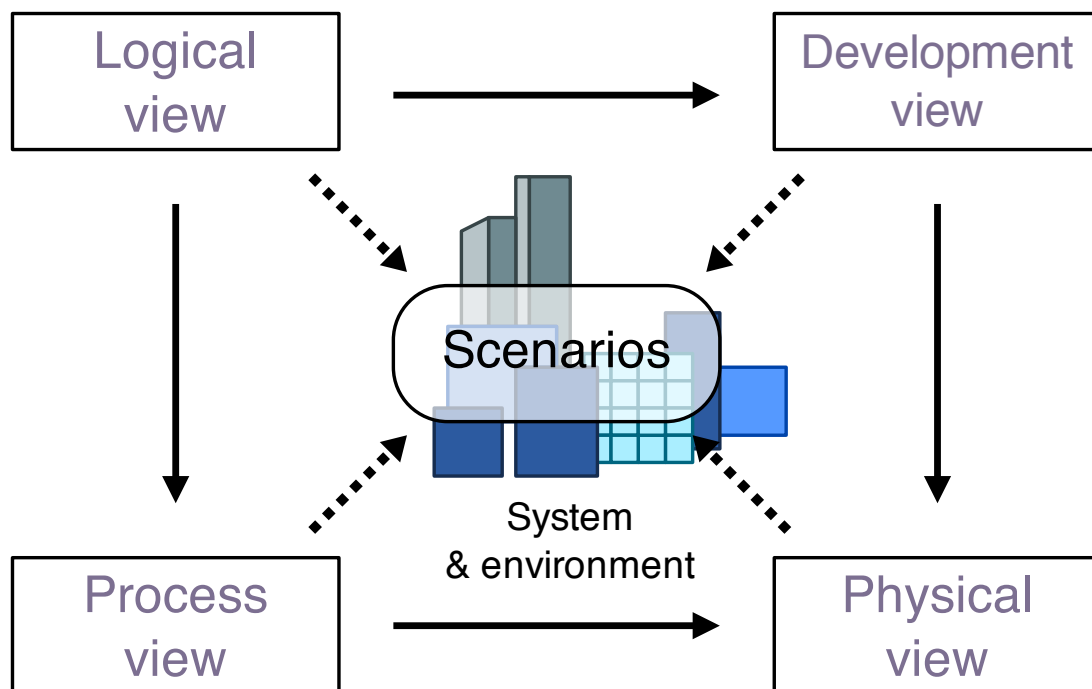 Logical
view
Development
view
Scenarios
System
& environment
Process
view
Physical
view